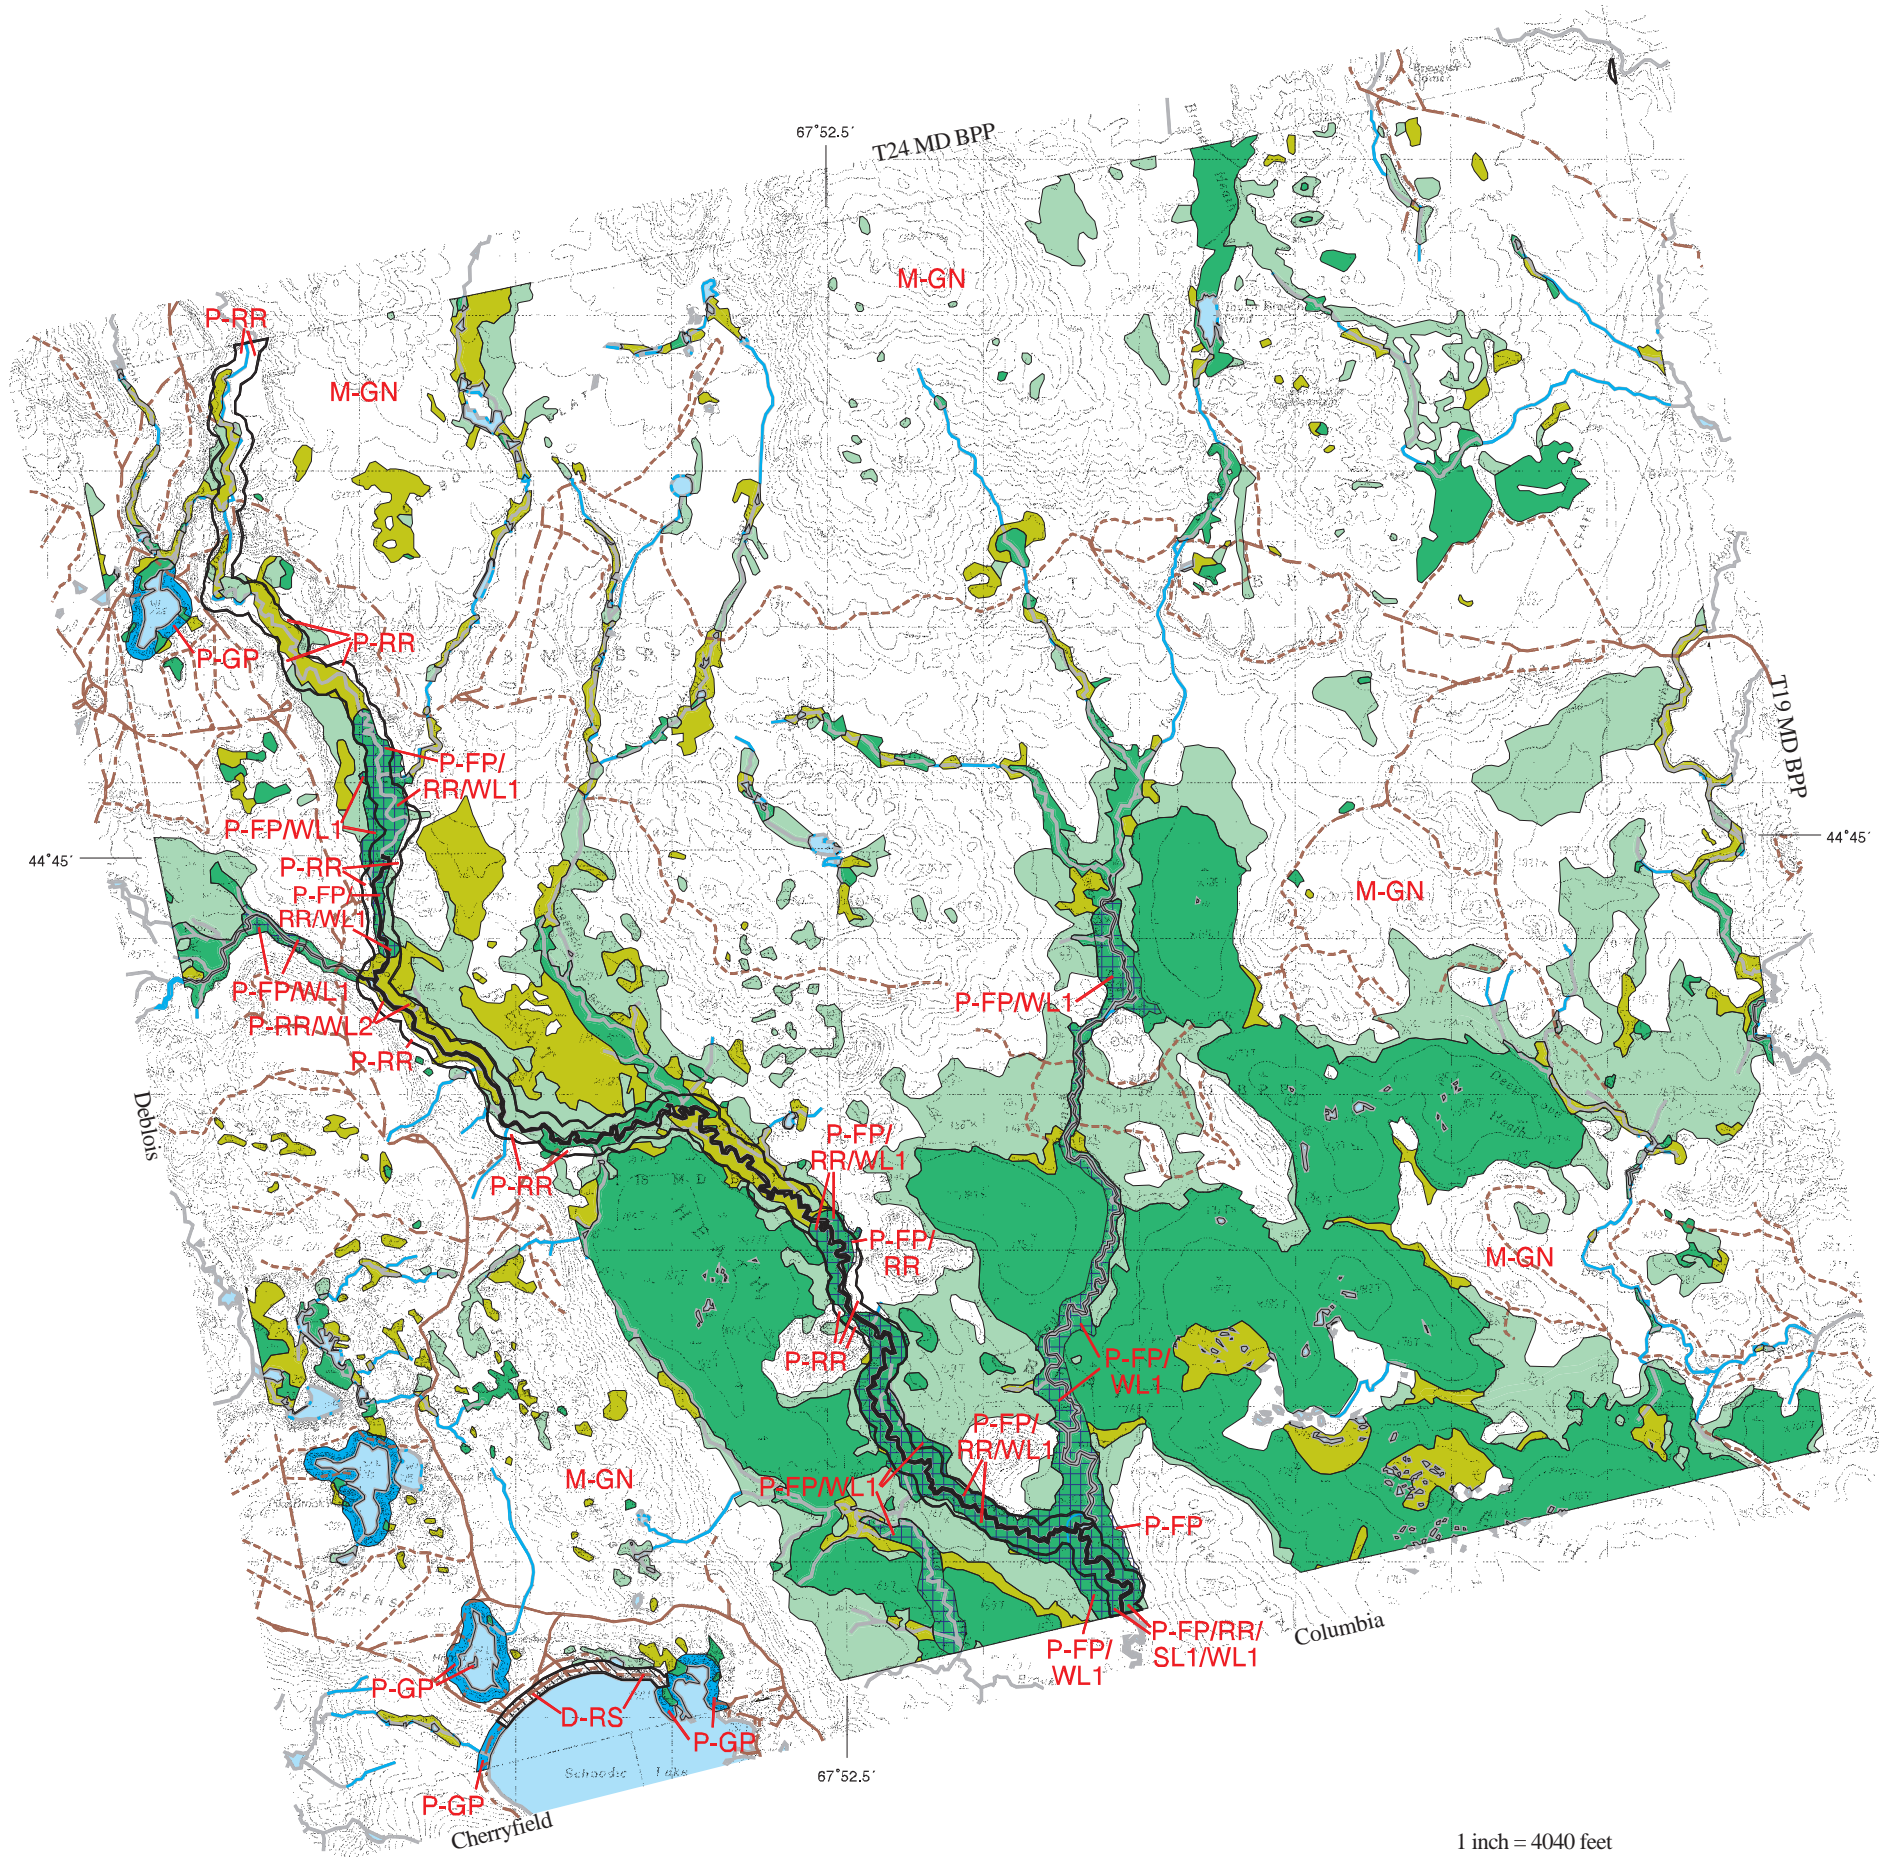 67°52.5′
T24 MD BPP
M-GN
P-RR
M-GN
P-RR
P-GP
T19 MD BPP
P-FP/
RR/WL1
P-FP/WL1
44°45′
44°45′
P-RR
P-FP/
RR/WL1
M-GN
P-FP/WL1
P-FP/WL1
P-RR/WL2
P-RR
Deblois
P-FP/
RR/WL1
P-RR
P-FP/
RR
M-GN
P-RR
P-FP/
WL1
P-FP/
RR/WL1
M-GN
P-FP/WL1
P-FP
Columbia
P-FP/
WL1
P-FP/RR/
SL1/WL1
P-GP
D-RS
P-GP
Schoodic Lake
67°52.5′
P-GP
Cherryfield
1 inch = 4040 feet